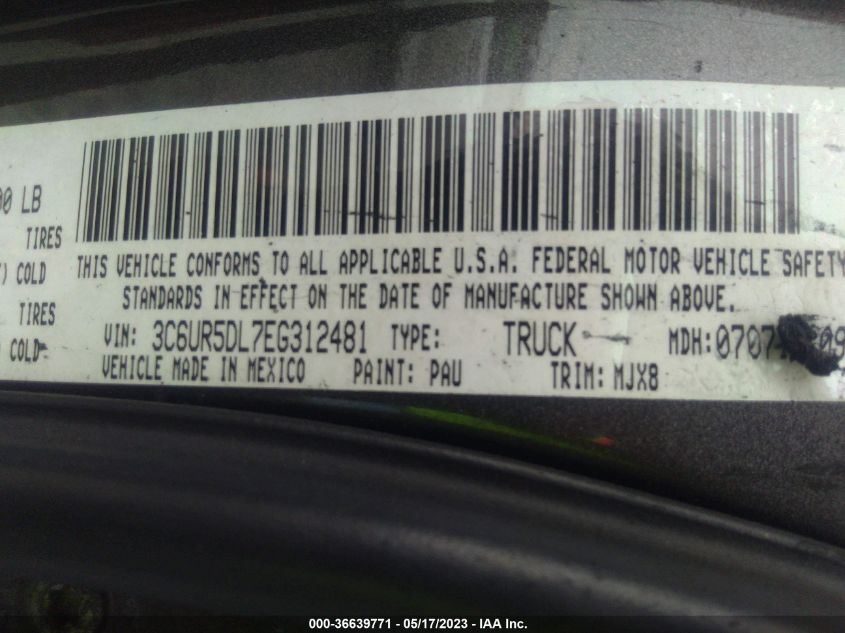 00 LB
TIRES
) COLD
TIRES
) COLD
THIS VEHICLE CONFORMS TO ALL APPLICABLE U.S.A. FEDERAL MOTOR VEHICLE SAFETY
STANDARDS IN EFFECT ON THE DATE OF MANUFACTURE SHOWN ABOVE.
VIN: 3C6UR5DL7EG312481 TYPE: TRUCK MDH: 0707
VEHICLE MADE IN MEXICO PAINT: PAU TRIM: MJX8
000-36639771 - 05/17/2023 - IAA Inc.